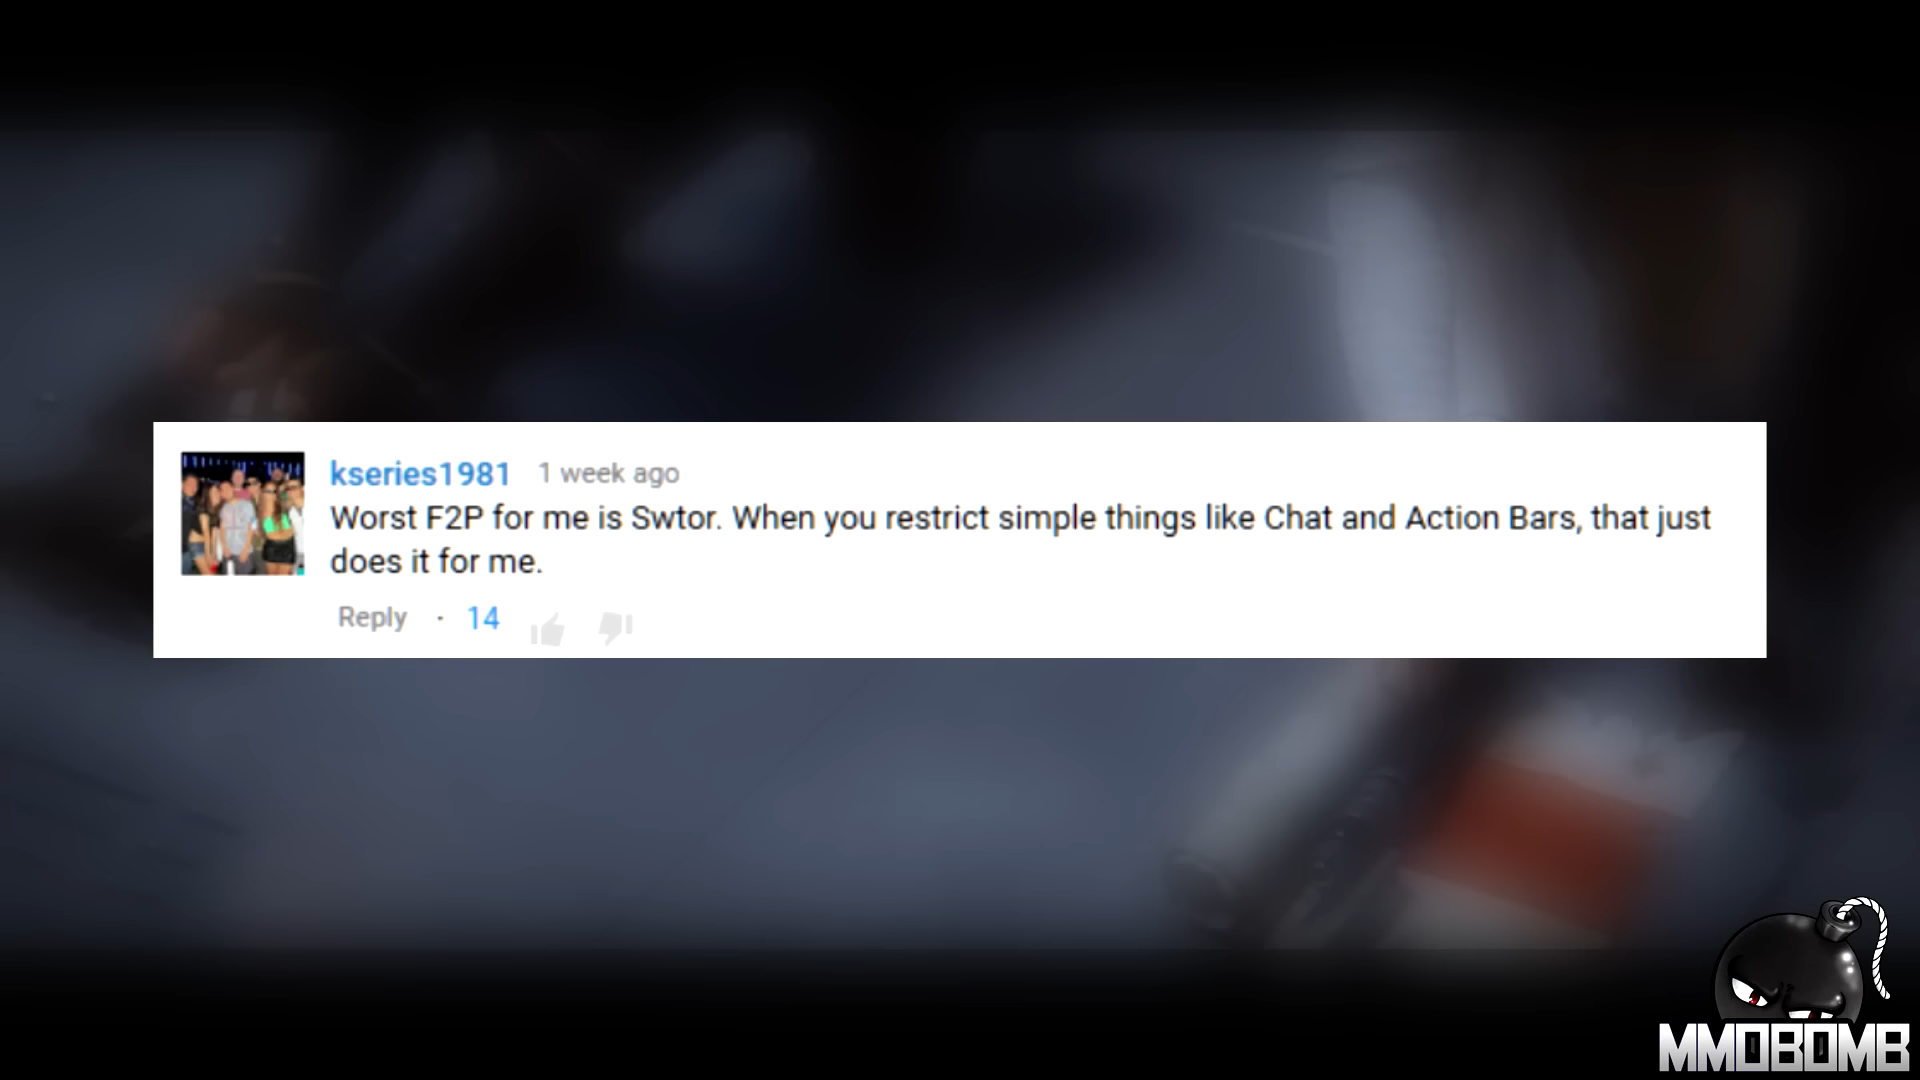 kseries1981 1 week ago
Worst F2P for me is Swtor. When you restrict simple things like Chat and Action Bars, that just
does it for me.
Reply · 14
MMOBOMB